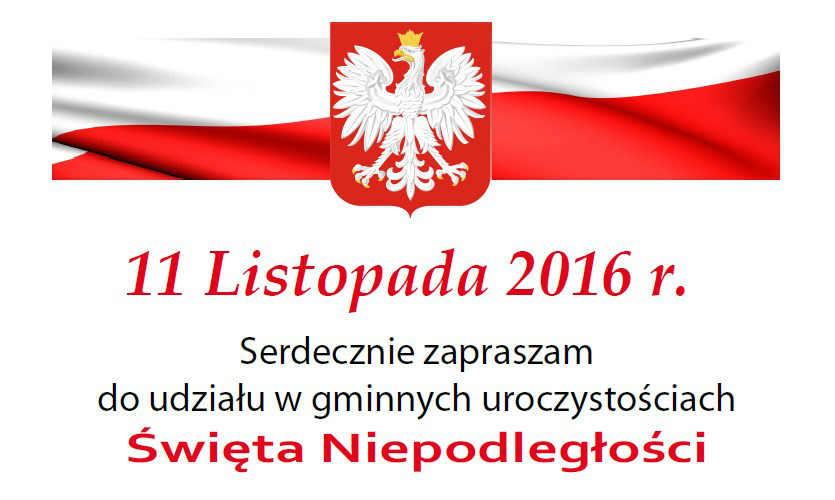 11 Listopada 2016 r.
Serdecznie zapraszam
do udziału w gminnych uroczystościach
Święta Niepodległości